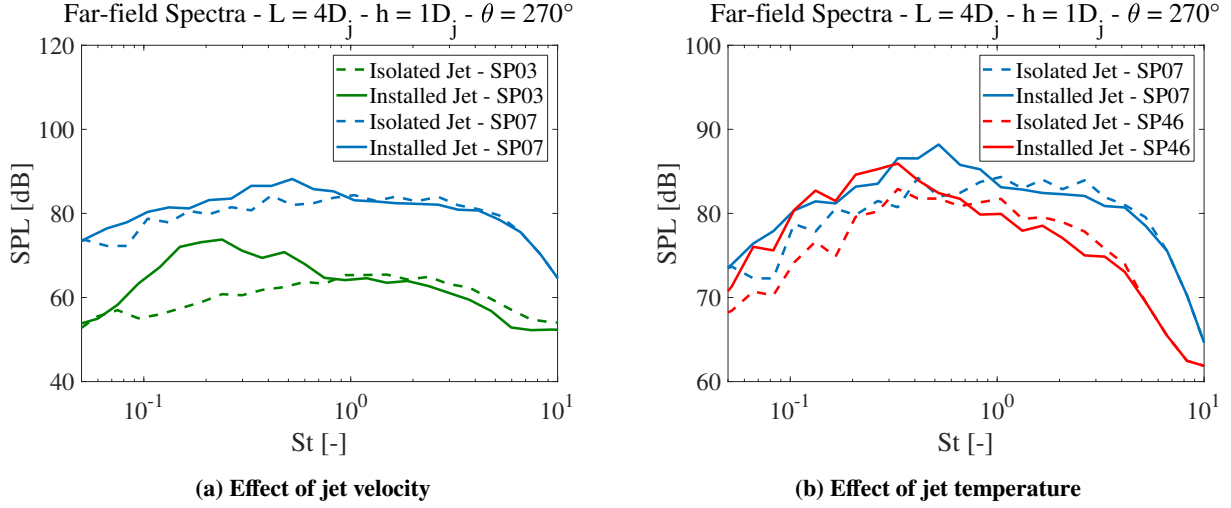 Far-field Spectra - L = 4D_j - h = 1D_j - θ = 270°
120
100
80
60
40
SPL [dB]
Isolated Jet - SP03
Installed Jet - SP03
Isolated Jet - SP07
Installed Jet - SP07
10^-1
10^0
10^1
St [-]
(a) Effect of jet velocity
Far-field Spectra - L = 4D_j - h = 1D_j - θ = 270°
100
90
80
70
60
SPL [dB]
Isolated Jet - SP07
Installed Jet - SP07
Isolated Jet - SP46
Installed Jet - SP46
10^-1
10^0
10^1
St [-]
(b) Effect of jet temperature